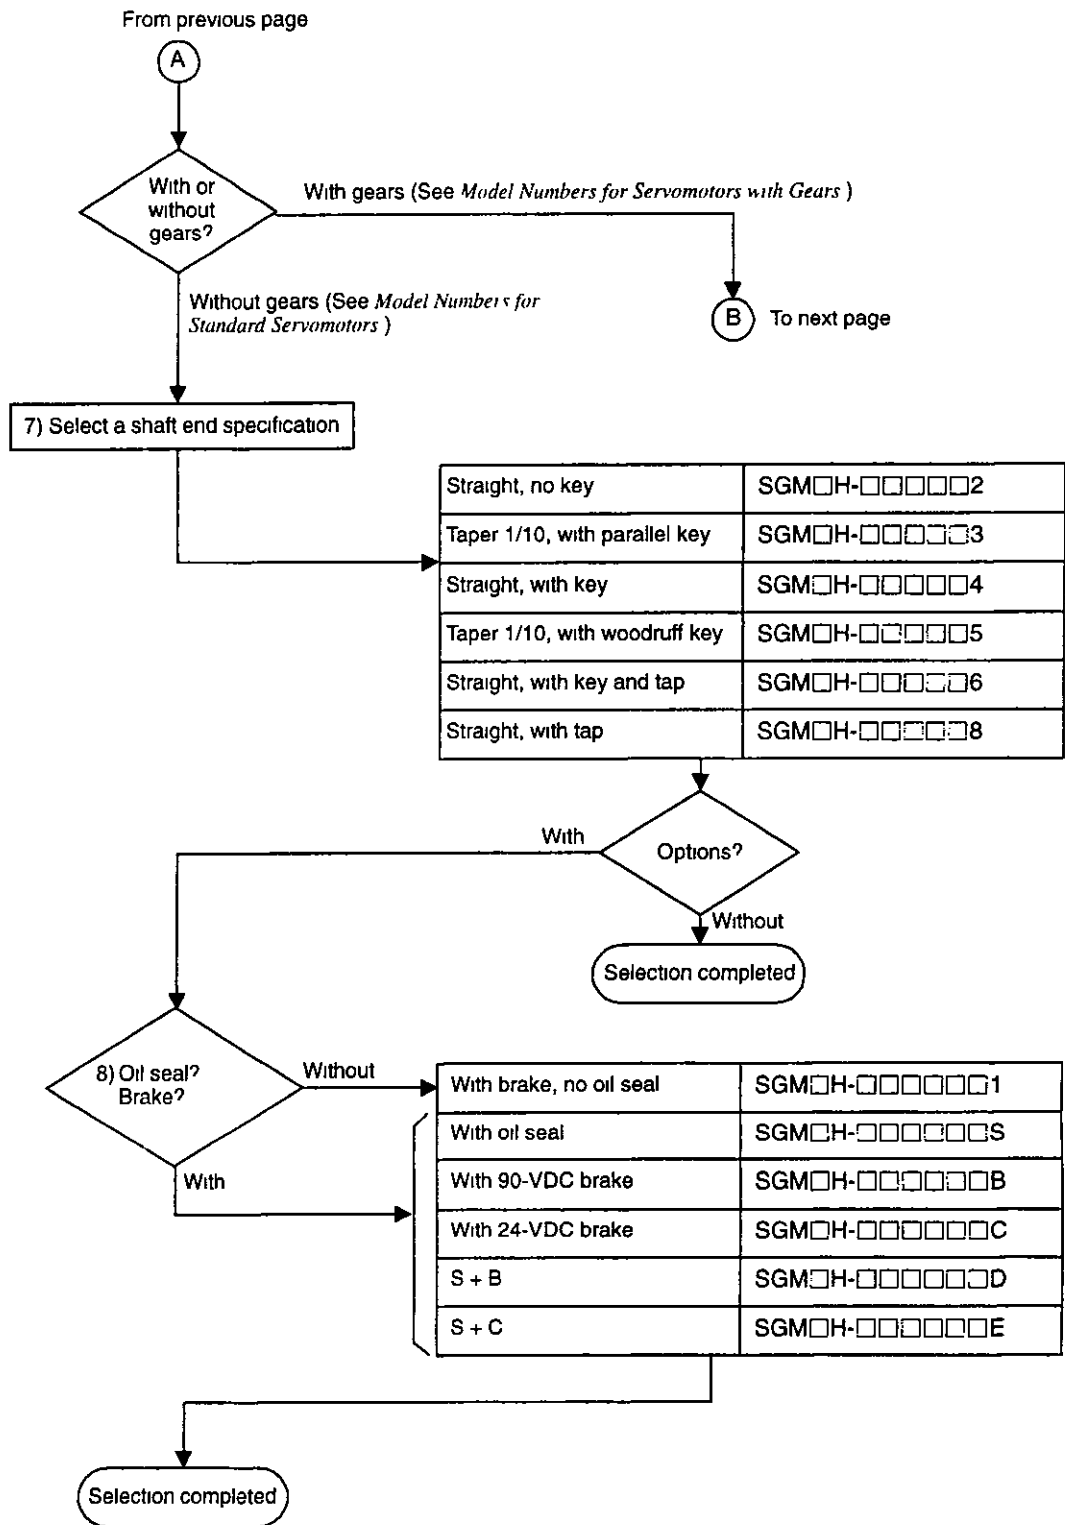 From previous page
A
With or
without
gears?
With gears (See Model Numbers for Servomotors with Gears )
Without gears (See Model Numbers for
Standard Servomotors )
B
To next page
7) Select a shaft end specification
Straight, no key
SGM□H-□□□□□2
Taper 1/10, with parallel key
SGM□H-□□□□□3
Straight, with key
SGM□H-□□□□□4
Taper 1/10, with woodruff key
SGM□H-□□□□□5
Straight, with key and tap
SGM□H-□□□□□6
Straight, with tap
SGM□H-□□□□□8
With
Options?
Without
Selection completed
8) Oil seal?
Brake?
Without
With
With brake, no oil seal
SGM□H-□□□□□□1
With oil seal
SGM□H-□□□□□□S
With 90-VDC brake
SGM□H-□□□□□□B
With 24-VDC brake
SGM□H-□□□□□□C
S + B
SGM□H-□□□□□□D
S + C
SGM□H-□□□□□□E
Selection completed